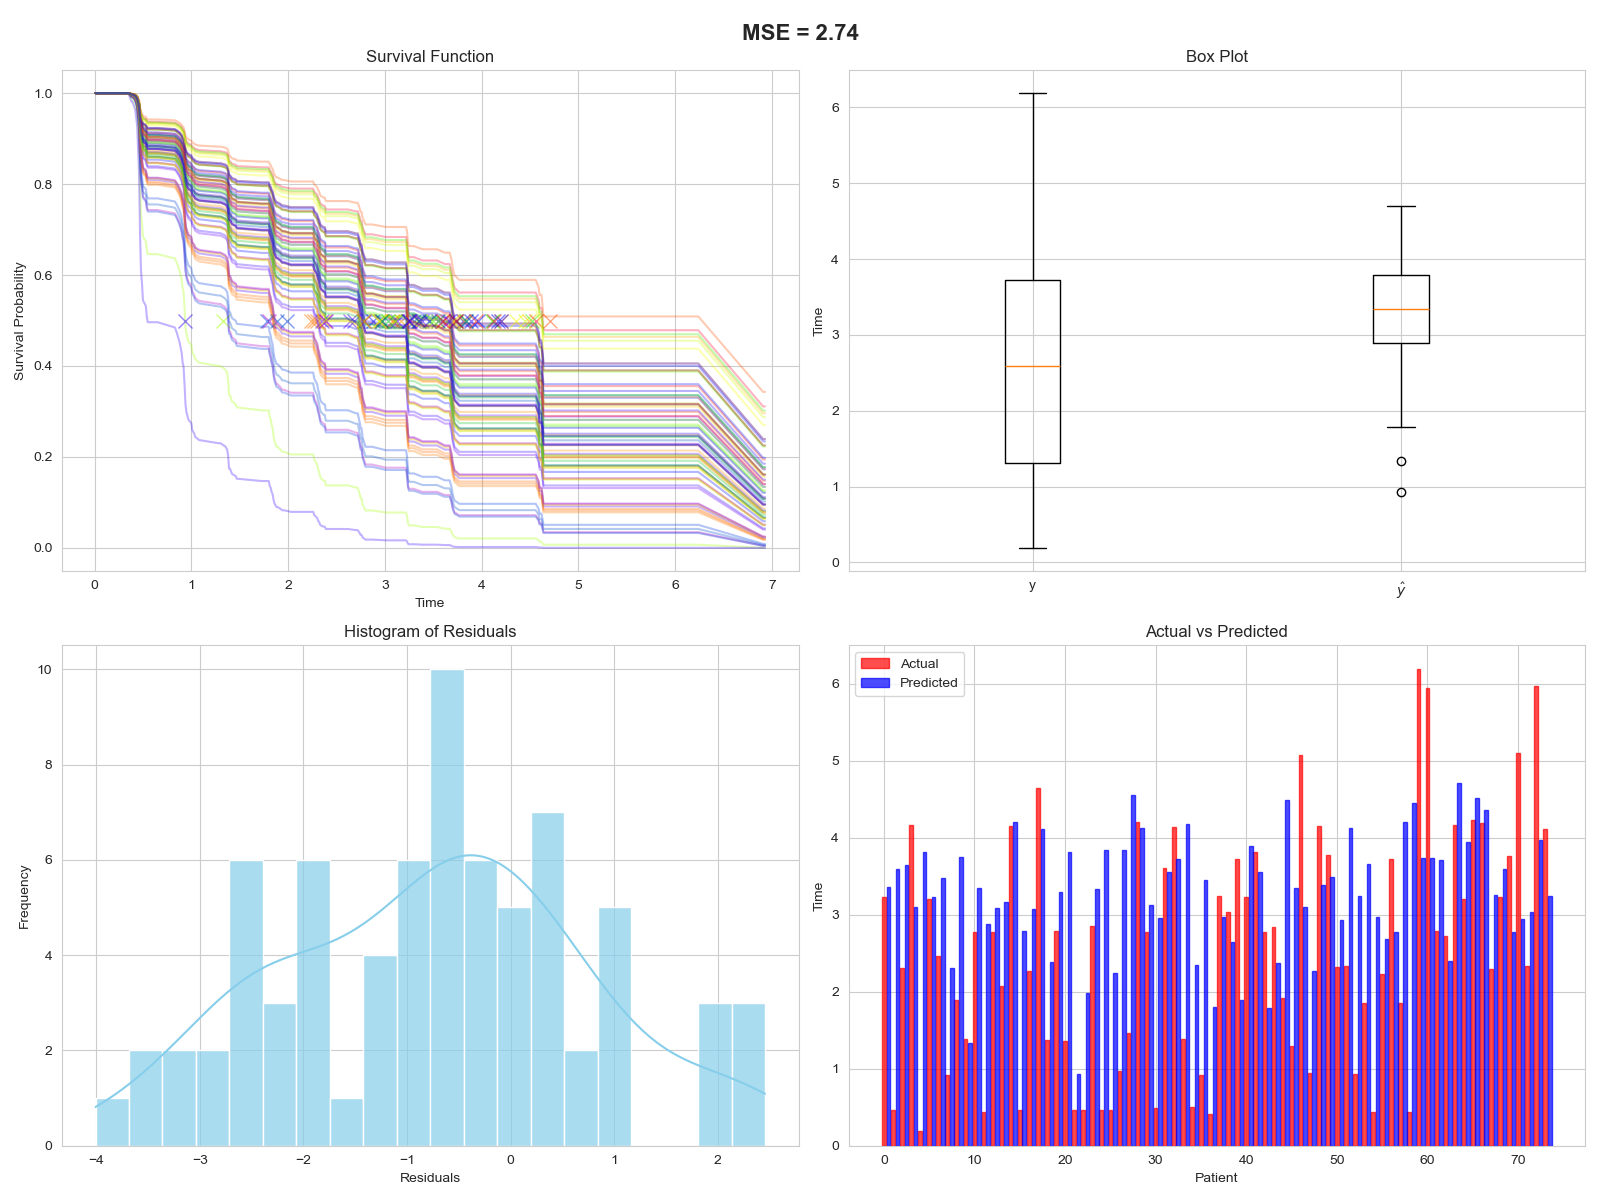 MSE = 2.74
Survival Function
Survival Probability
1.0
0.8
0.6
0.4
0.2
0.0
0 1 2 3 4 5 6 7
Time
Box Plot
Time
6
5
4
3
2
1
0
y ŷ
Histogram of Residuals
Frequency
10
8
6
4
2
0
−4 −3 −2 −1 0 1 2
Residuals
Actual vs Predicted
Actual
Predicted
Time
6
5
4
3
2
1
0
0 10 20 30 40 50 60 70
Patient